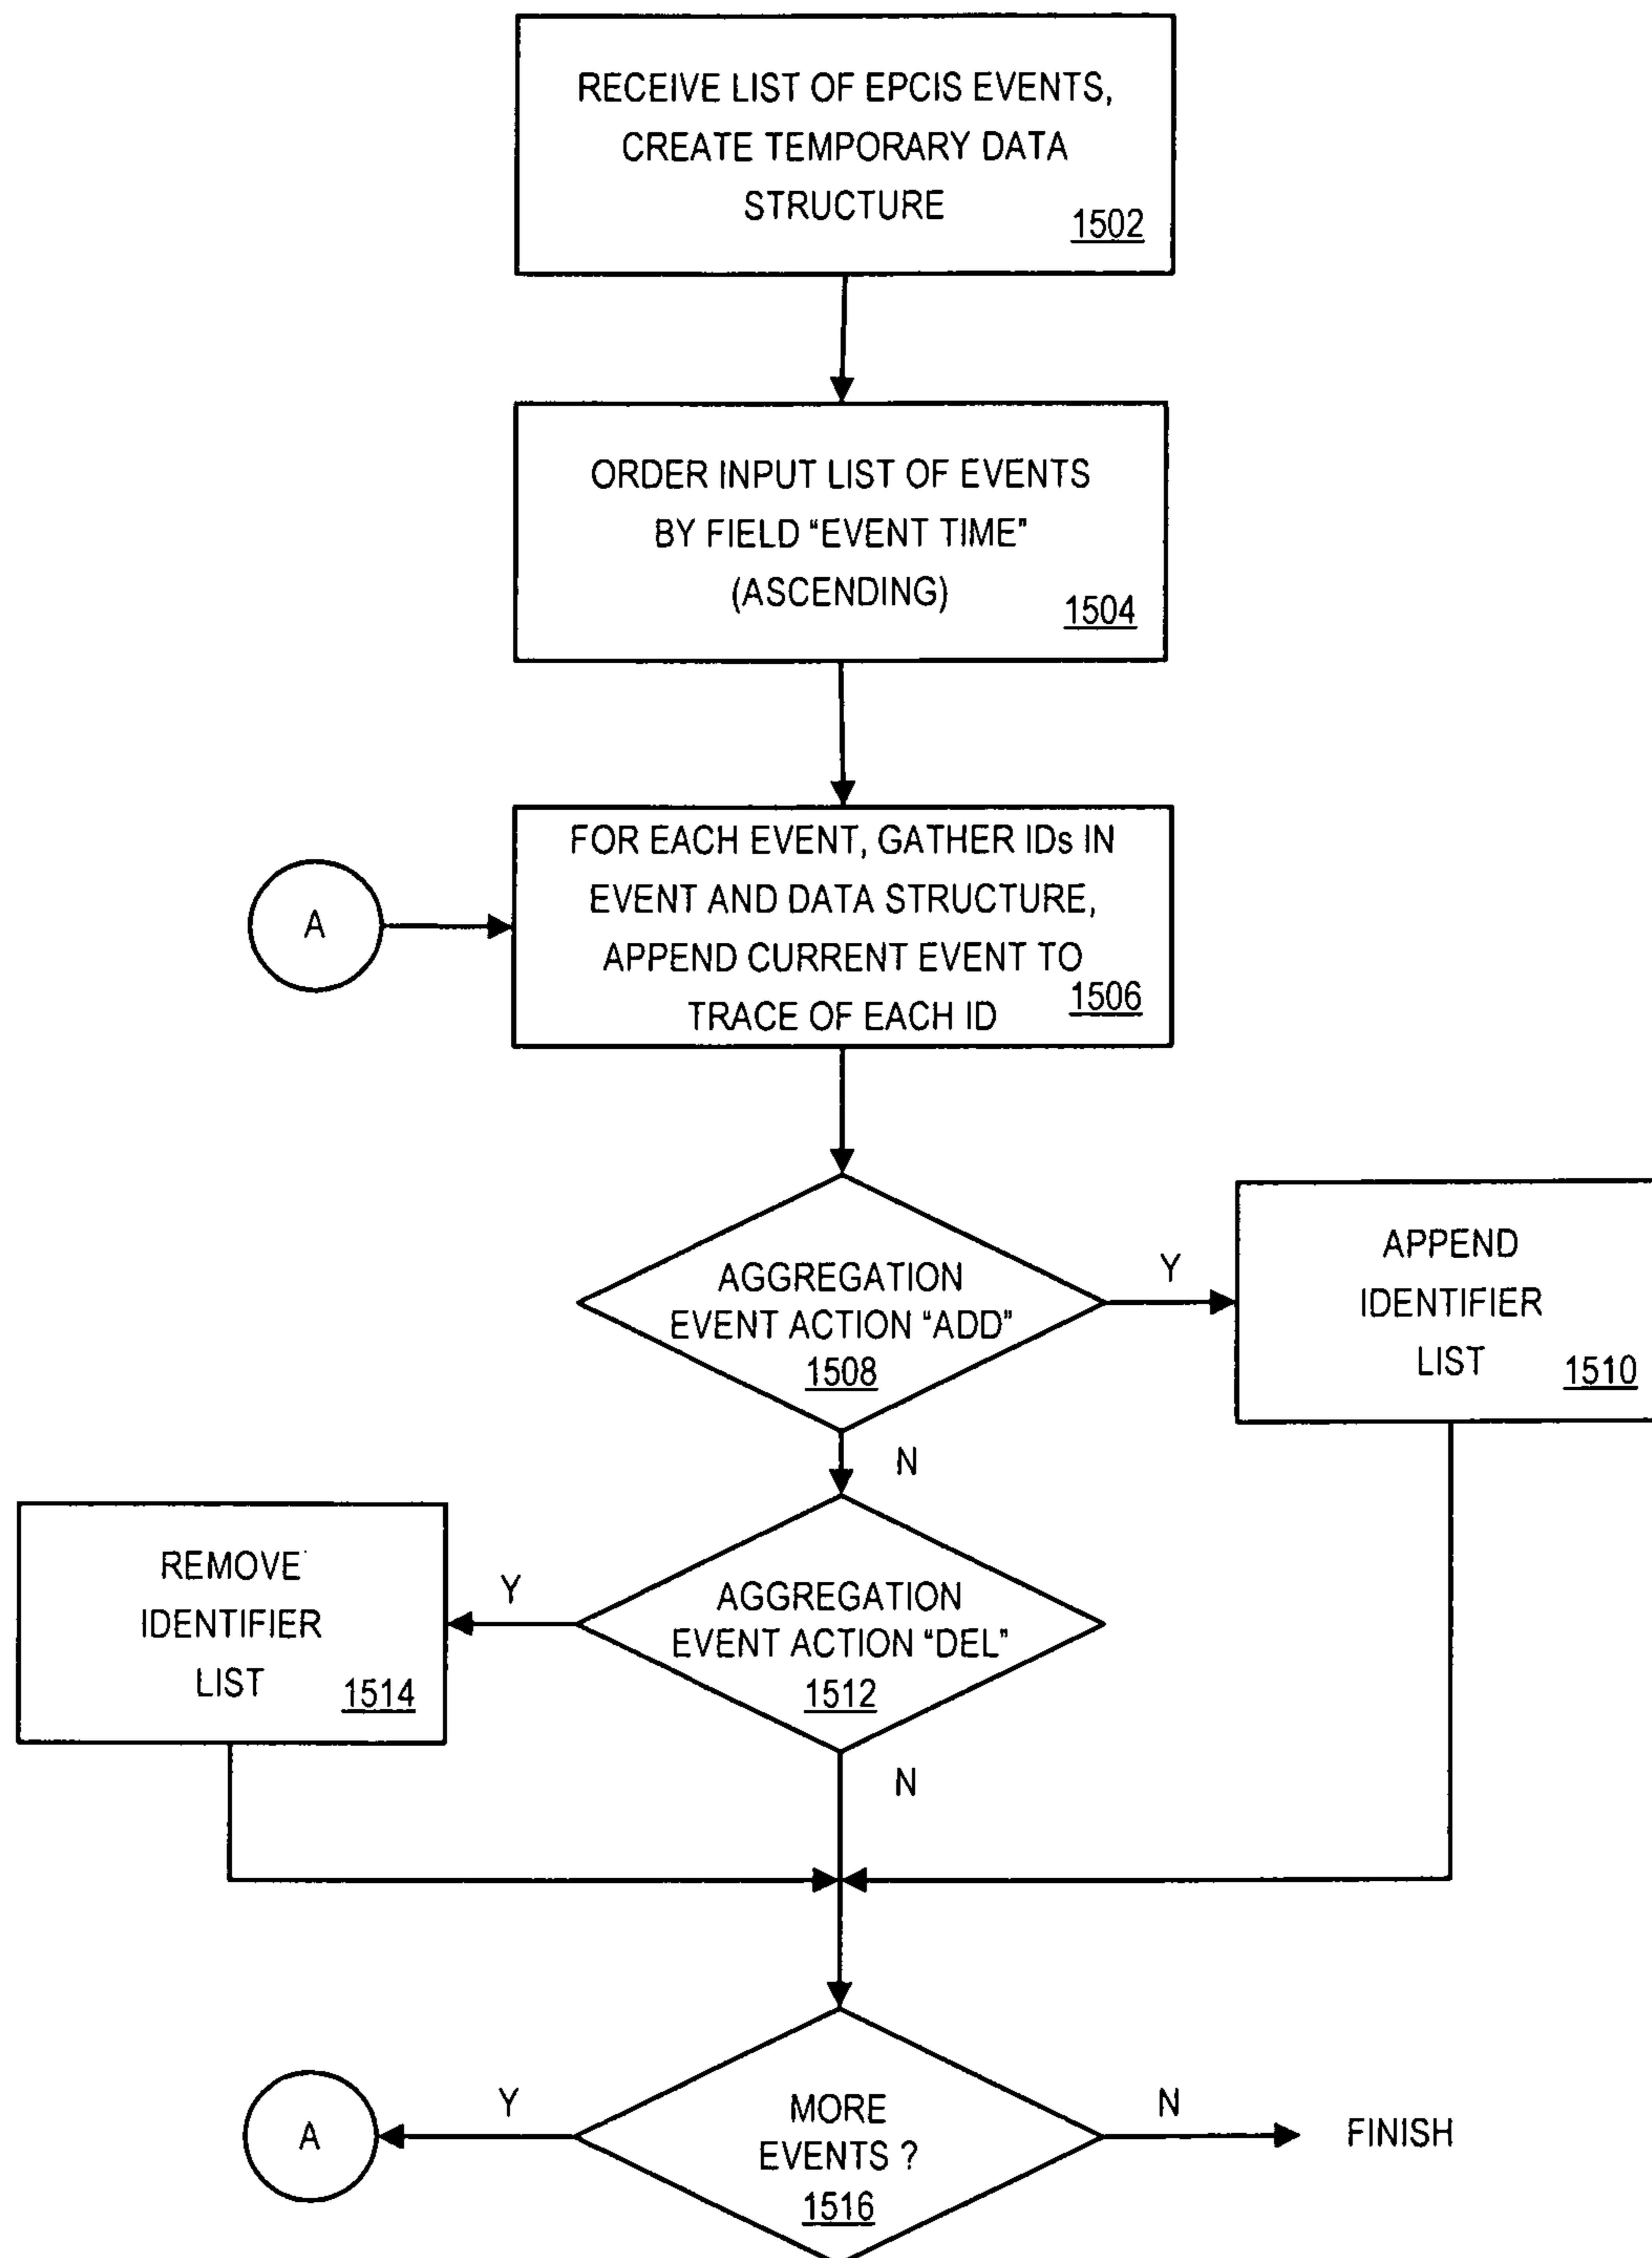 RECEIVE LIST OF EPCIS EVENTS,
CREATE TEMPORARY DATA
STRUCTURE
1502
ORDER INPUT LIST OF EVENTS
BY FIELD "EVENT TIME"
(ASCENDING)
1504
FOR EACH EVENT, GATHER IDs IN
EVENT AND DATA STRUCTURE,
APPEND CURRENT EVENT TO
TRACE OF EACH ID
1506
A
AGGREGATION
EVENT ACTION "ADD"
1508
Y
APPEND
IDENTIFIER
LIST
1510
N
AGGREGATION
EVENT ACTION "DEL"
1512
Y
REMOVE
IDENTIFIER
LIST
1514
N
MORE
EVENTS ?
1516
Y
A
N
FINISH